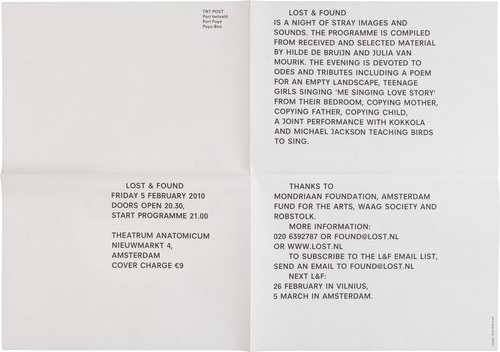 TNT POST
Port betaald
Port Paye
Pays-Bas
LOST & FOUND
IS A NIGHT OF STRAY IMAGES AND
SOUNDS. THE PROGRAMME IS COMPILED
FROM RECEIVED AND SELECTED MATERIAL
BY HILDE DE BRUIJN AND JULIA VAN
MOURIK. THE EVENING IS DEVOTED TO
ODES AND TRIBUTES INCLUDING A POEM
FOR AN EMPTY LANDSCAPE, TEENAGE
GIRLS SINGING 'ME SINGING LOVE STORY'
FROM THEIR BEDROOM, COPYING MOTHER,
COPYING FATHER, COPYING CHILD,
A JOINT PERFORMANCE WITH KOKKOLA
AND MICHAEL JACKSON TEACHING BIRDS
TO SING.
LOST & FOUND
FRIDAY 5 FEBRUARY 2010
DOORS OPEN 20.30,
START PROGRAMME 21.00
THEATRUM ANATOMICUM
NIEUWMARKT 4,
AMSTERDAM
COVER CHARGE €9
THANKS TO
MONDRIAAN FOUNDATION, AMSTERDAM
FUND FOR THE ARTS, WAAG SOCIETY AND
ROBSTOLK.
MORE INFORMATION:
020 6392787 OR FOUND@LOST.NL
OR WWW.LOST.NL
TO SUBSCRIBE TO THE L&F EMAIL LIST,
SEND AN EMAIL TO FOUND@LOST.NL
NEXT L&F:
26 FEBRUARY IN VILNIUS,
5 MARCH IN AMSTERDAM.